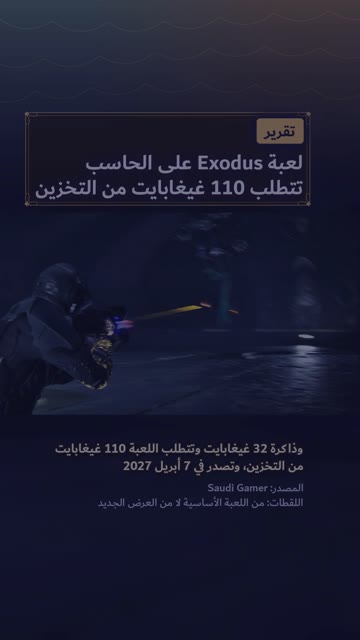 تقرير
لعبة Exodus على الحاسب
تتطلب 110 غيغابايت من التخزين
وذاكرة 32 غيغابايت وتتطلب اللعبة 110 غيغابايت
من التخزين، وتصدر في 7 أبريل 2027
المصدر: Saudi Gamer
اللقطات: من اللعبة الأساسية لا من العرض الجديد